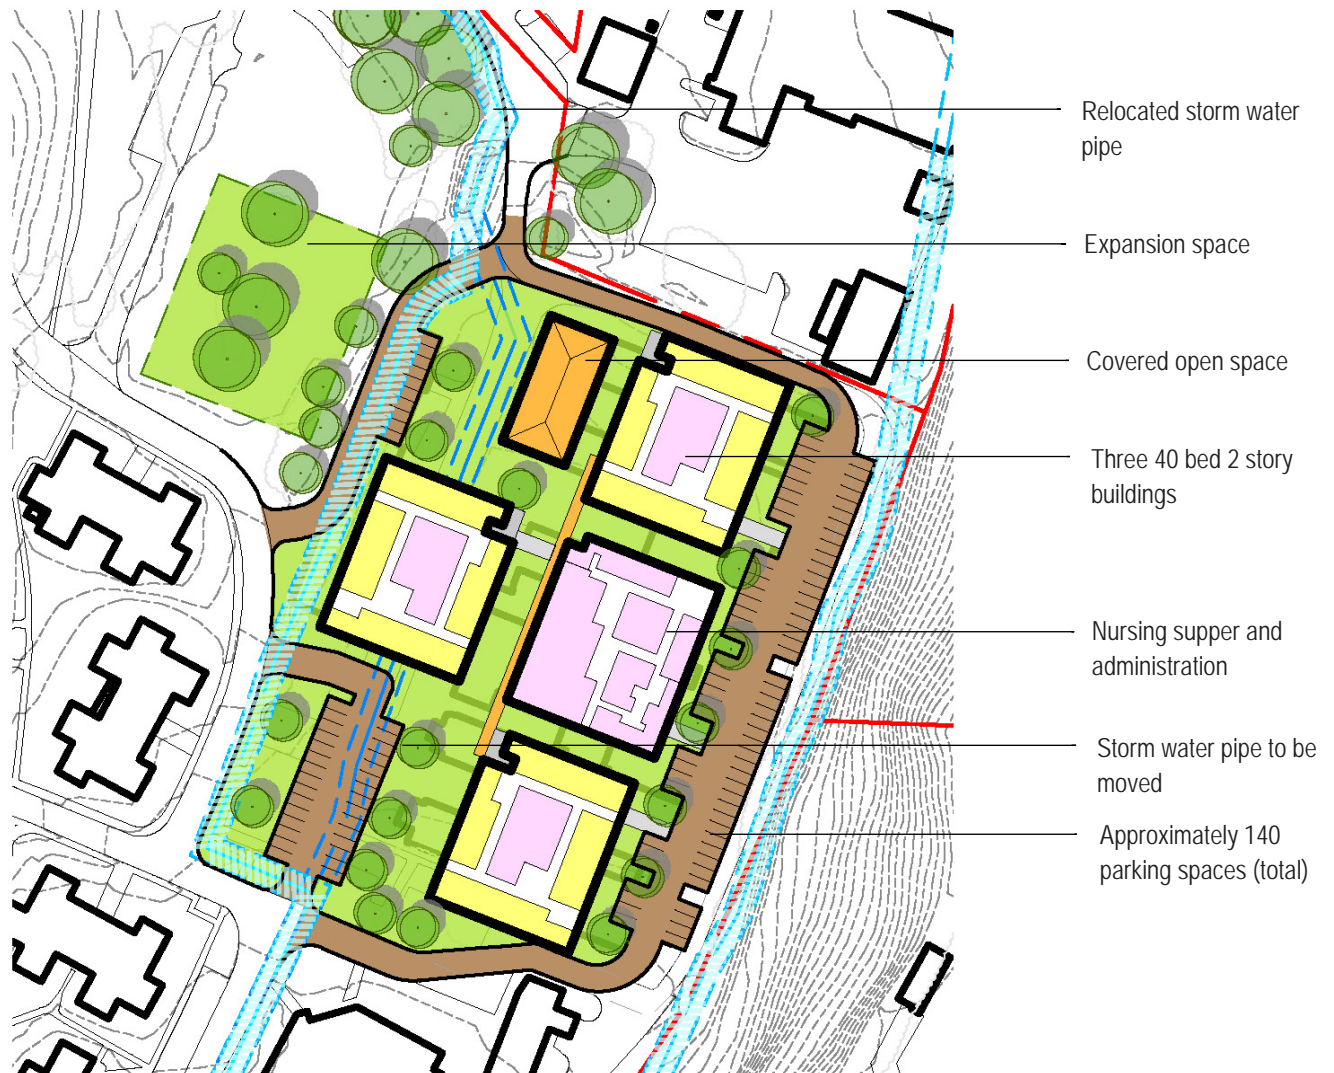 Relocated storm water
pipe
Expansion space
Covered open space
Three 40 bed 2 story
buildings
Nursing supper and
administration
Storm water pipe to be
moved
Approximately 140
parking spaces (total)